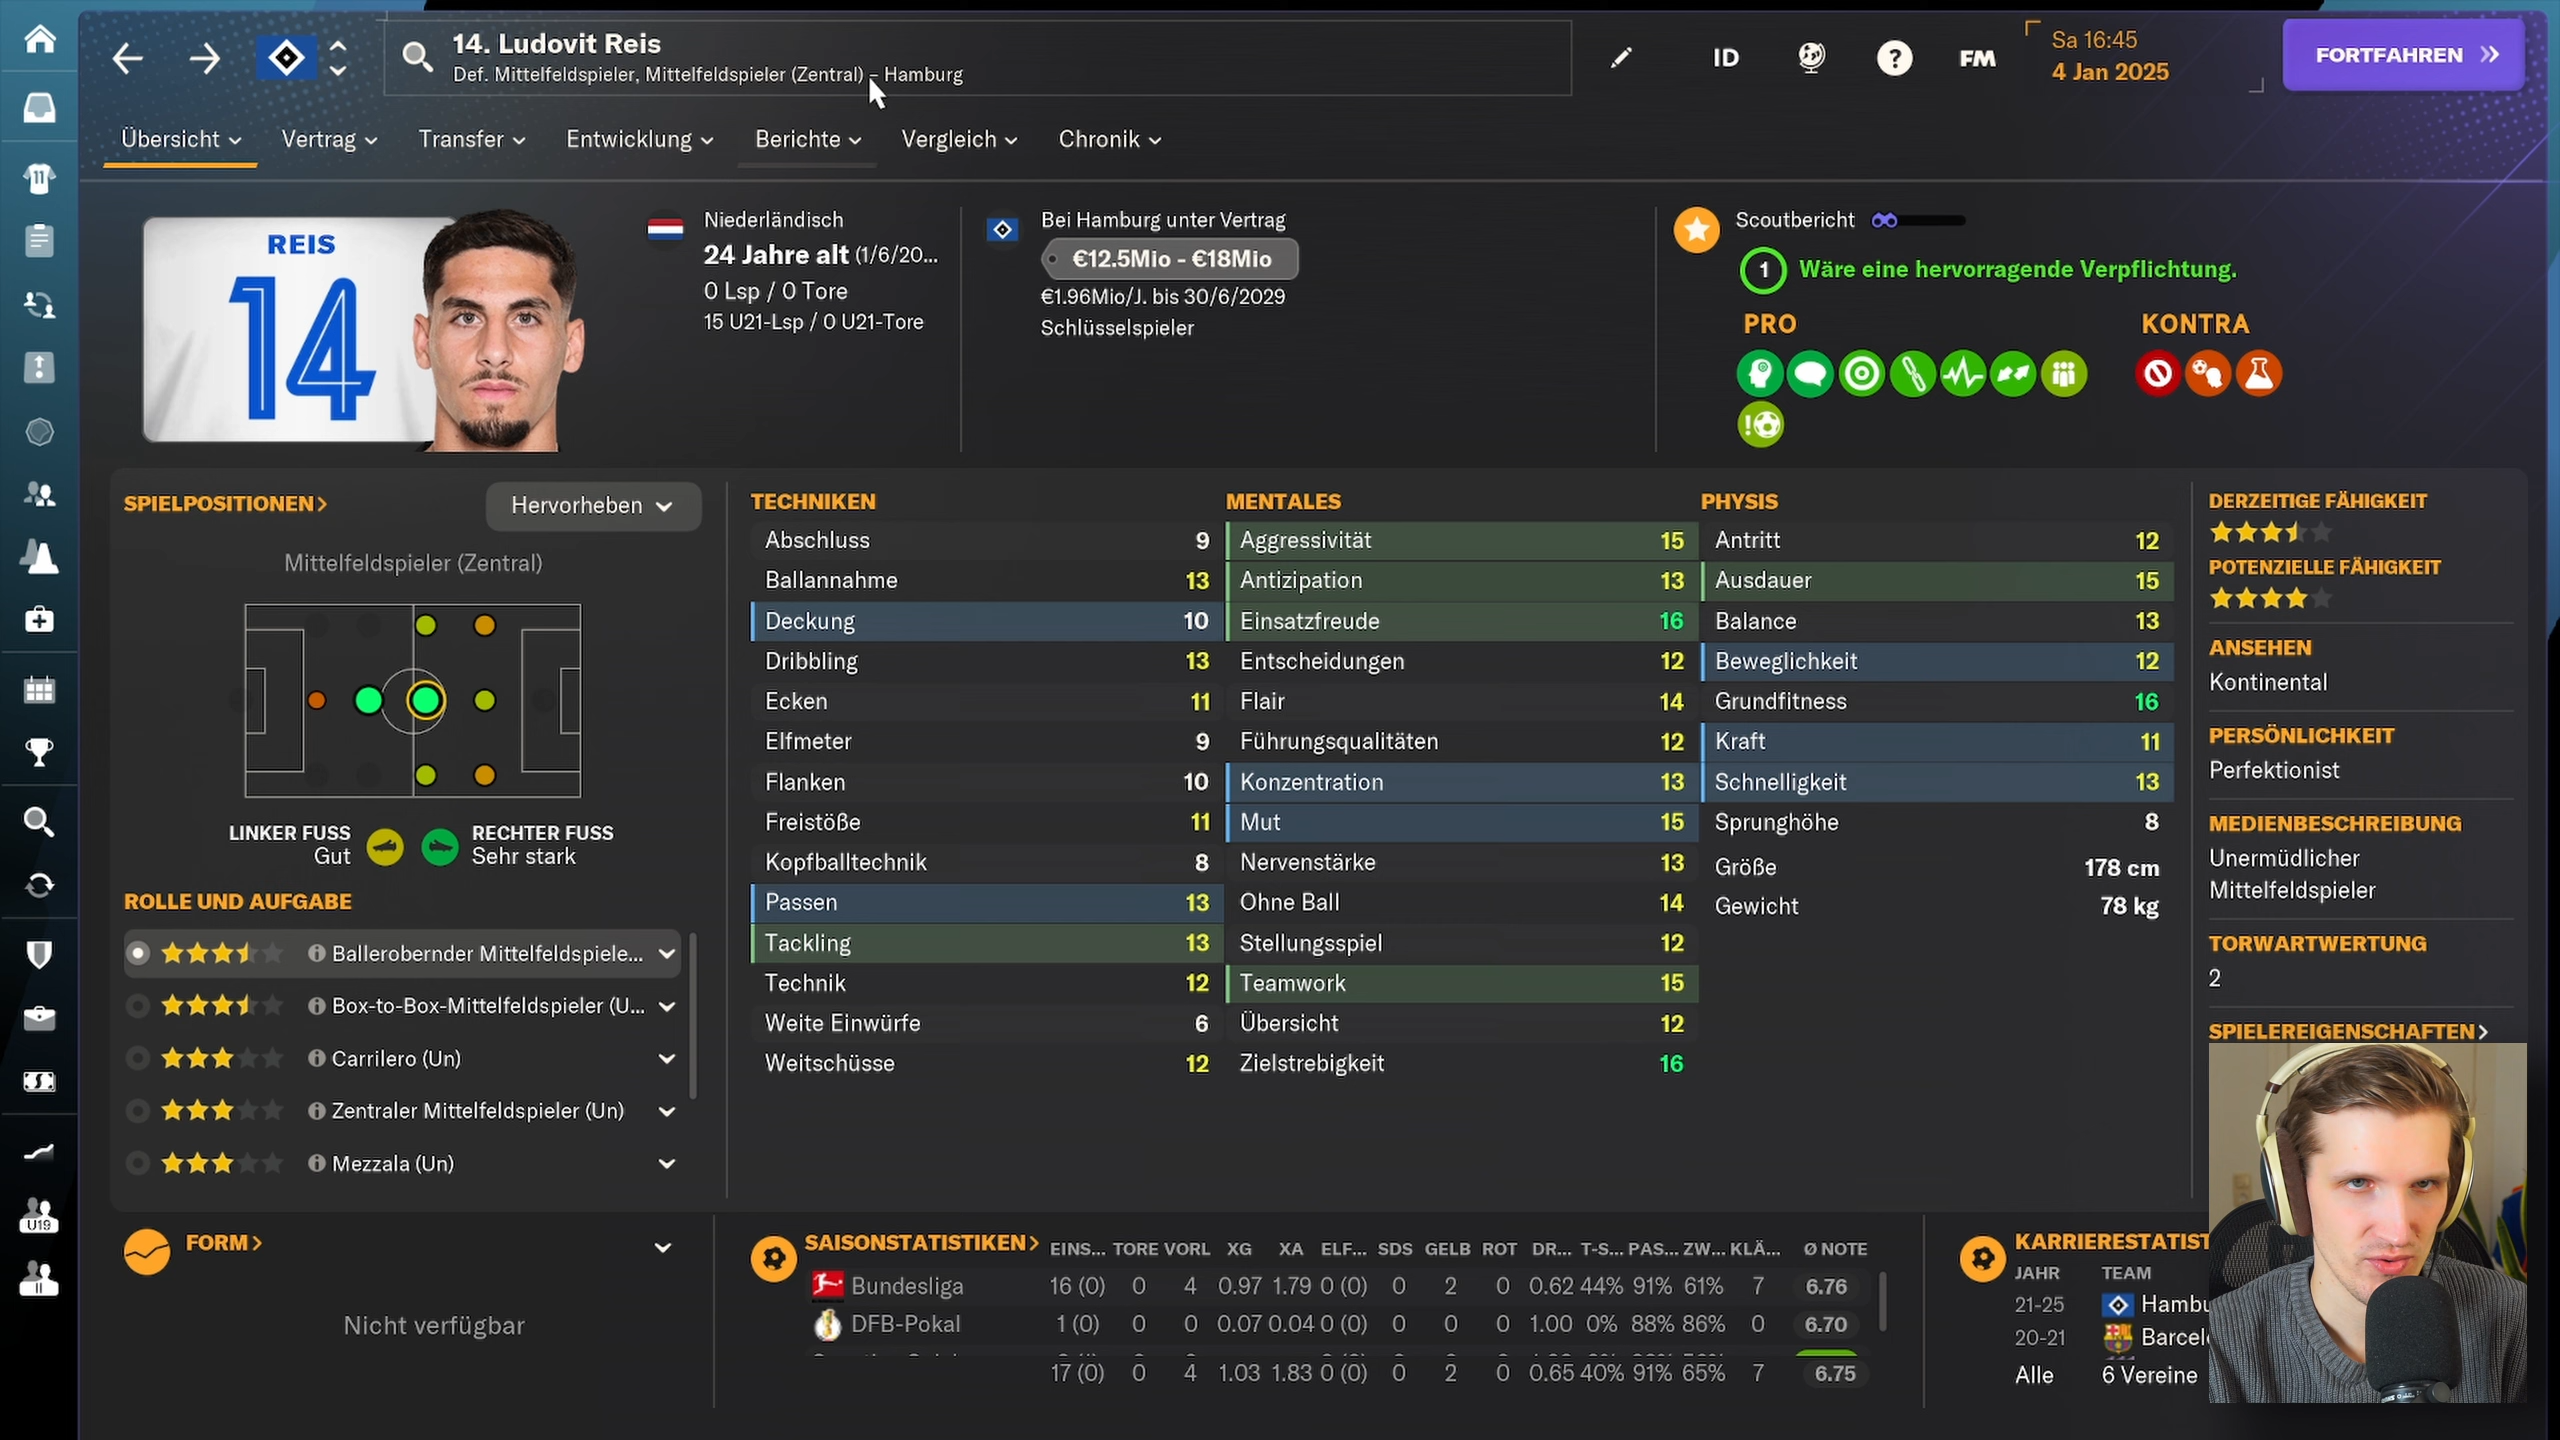 14. Ludovit Reis
Def. Mittelfeldspieler, Mittelfeldspieler (Zentral) - Hamburg
ID
?
FM
Sa 16:45
4 Jan 2025
FORTFAHREN
Übersicht
Vertrag
Transfer
Entwicklung
Berichte
Vergleich
Chronik
11
U19
II
REIS
14
Niederländisch
24 Jahre alt (1/6/20...
0 Lsp / 0 Tore
15 U21-Lsp / 0 U21-Tore
Bei Hamburg unter Vertrag
€12.5Mio - €18Mio
€1.96Mio/J. bis 30/6/2029
Schlüsselspieler
Scoutbericht
1 Wäre eine hervorragende Verpflichtung.
PRO
KONTRA
SPIELPOSITIONEN
Hervorheben
Mittelfeldspieler (Zentral)
LINKER FUSS
Gut
RECHTER FUSS
Sehr stark
ROLLE UND AUFGABE
Ballerobernder Mittelfeldspiele...
Box-to-Box-Mittelfeldspieler (U...
Carrilero (Un)
Zentraler Mittelfeldspieler (Un)
Mezzala (Un)
TECHNIKEN
Abschluss 9
Ballannahme 13
Deckung 10
Dribbling 13
Ecken 11
Elfmeter 9
Flanken 10
Freistöße 11
Kopfballtechnik 8
Passen 13
Tackling 13
Technik 12
Weite Einwürfe 6
Weitschüsse 12
MENTALES
Aggressivität 15
Antizipation 13
Einsatzfreude 16
Entscheidungen 12
Flair 14
Führungsqualitäten 12
Konzentration 13
Mut 15
Nervenstärke 13
Ohne Ball 14
Stellungsspiel 12
Teamwork 15
Übersicht 12
Zielstrebigkeit 16
PHYSIS
Antritt 12
Ausdauer 15
Balance 13
Beweglichkeit 12
Grundfitness 16
Kraft 11
Schnelligkeit 13
Sprunghöhe 8
Größe 178 cm
Gewicht 78 kg
DERZEITIGE FÄHIGKEIT
POTENZIELLE FÄHIGKEIT
ANSEHEN
Kontinental
PERSÖNLICHKEIT
Perfektionist
MEDIENBESCHREIBUNG
Unermüdlicher
Mittelfeldspieler
TORWARTWERTUNG
2
SPIELEREIGENSCHAFTEN
FORM
Nicht verfügbar
SAISONSTATISTIKEN EINS... TORE VORL XG XA ELF... SDS GELB ROT DR... T-S... PAS... ZW... KLÄ... Ø NOTE
Bundesliga 16 (0) 0 4 0.97 1.79 0 (0) 0 2 0 0.62 44% 91% 61% 7 6.76
DFB-Pokal 1 (0) 0 0 0.07 0.04 0 (0) 0 0 0 1.00 0% 88% 86% 0 6.70
17 (0) 0 4 1.03 1.83 0 (0) 0 2 0 0.65 40% 91% 65% 7 6.75
KARRIERESTATIST
JAHR TEAM
21-25 Hambu
20-21 Barcel
Alle 6 Vereine